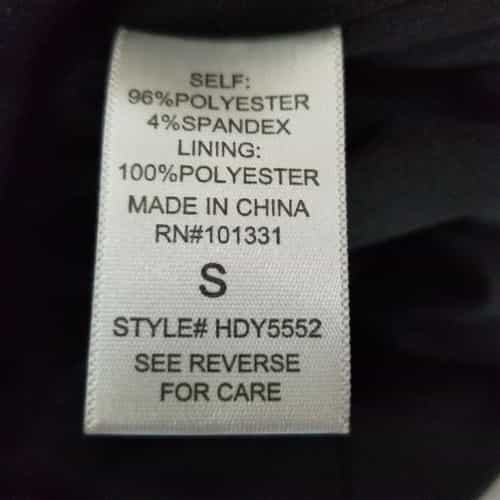 SELF:
96%POLYESTER
4%SPANDEX
LINING:
100%POLYESTER
MADE IN CHINA
RN#101331
S
STYLE# HDY5552
SEE REVERSE
FOR CARE